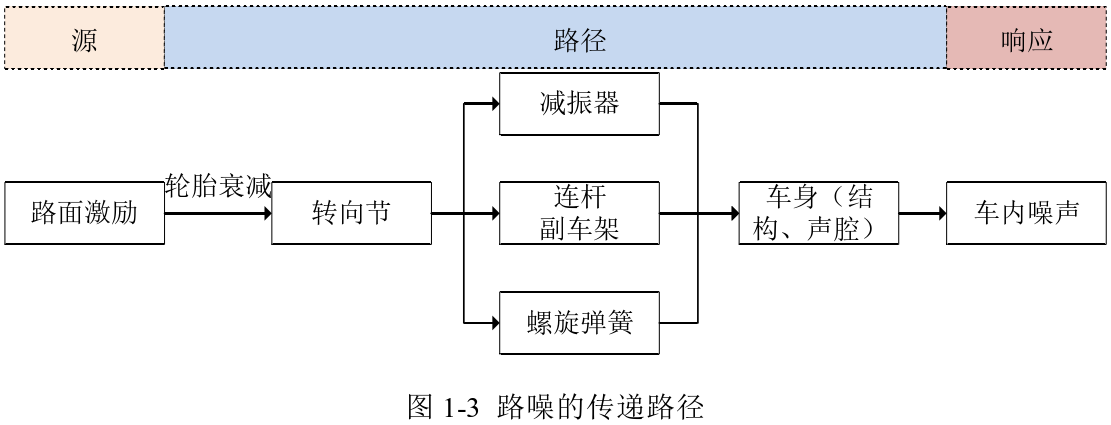 源
路径
响应
减振器
轮胎衰减
路面激励
转向节
连杆
副车架
车身（结
构、声腔）
车内噪声
螺旋弹簧
图 1-3 路噪的传递路径